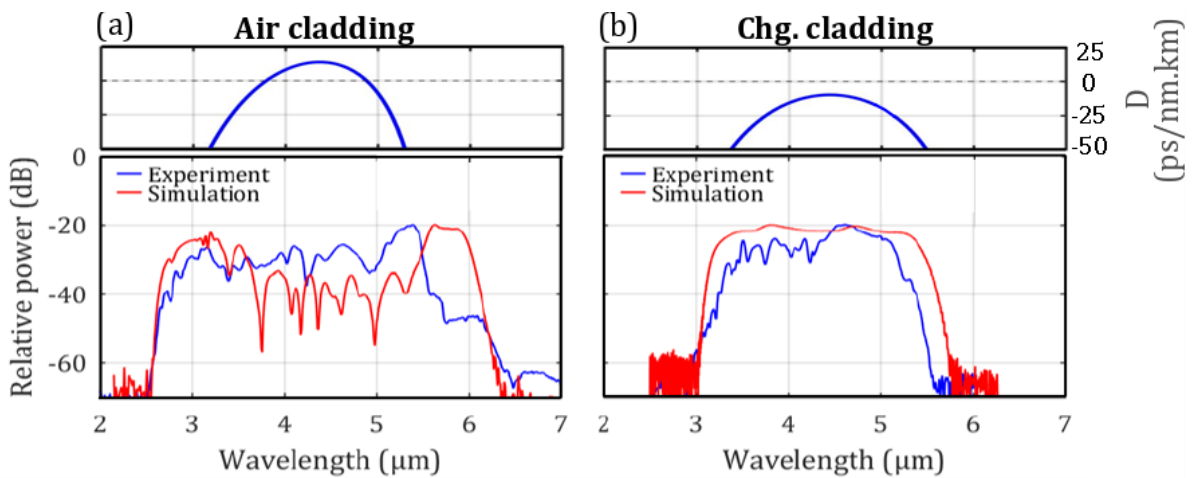 (a) Air cladding
(b) Chg. cladding
25
0
-25
-50
D
(ps/nm.km)
0
-20
-40
-60
Relative power (dB)
Experiment
Simulation
Experiment
Simulation
2 3 4 5 6 7
2 3 4 5 6 7
Wavelength (μm)
Wavelength (μm)